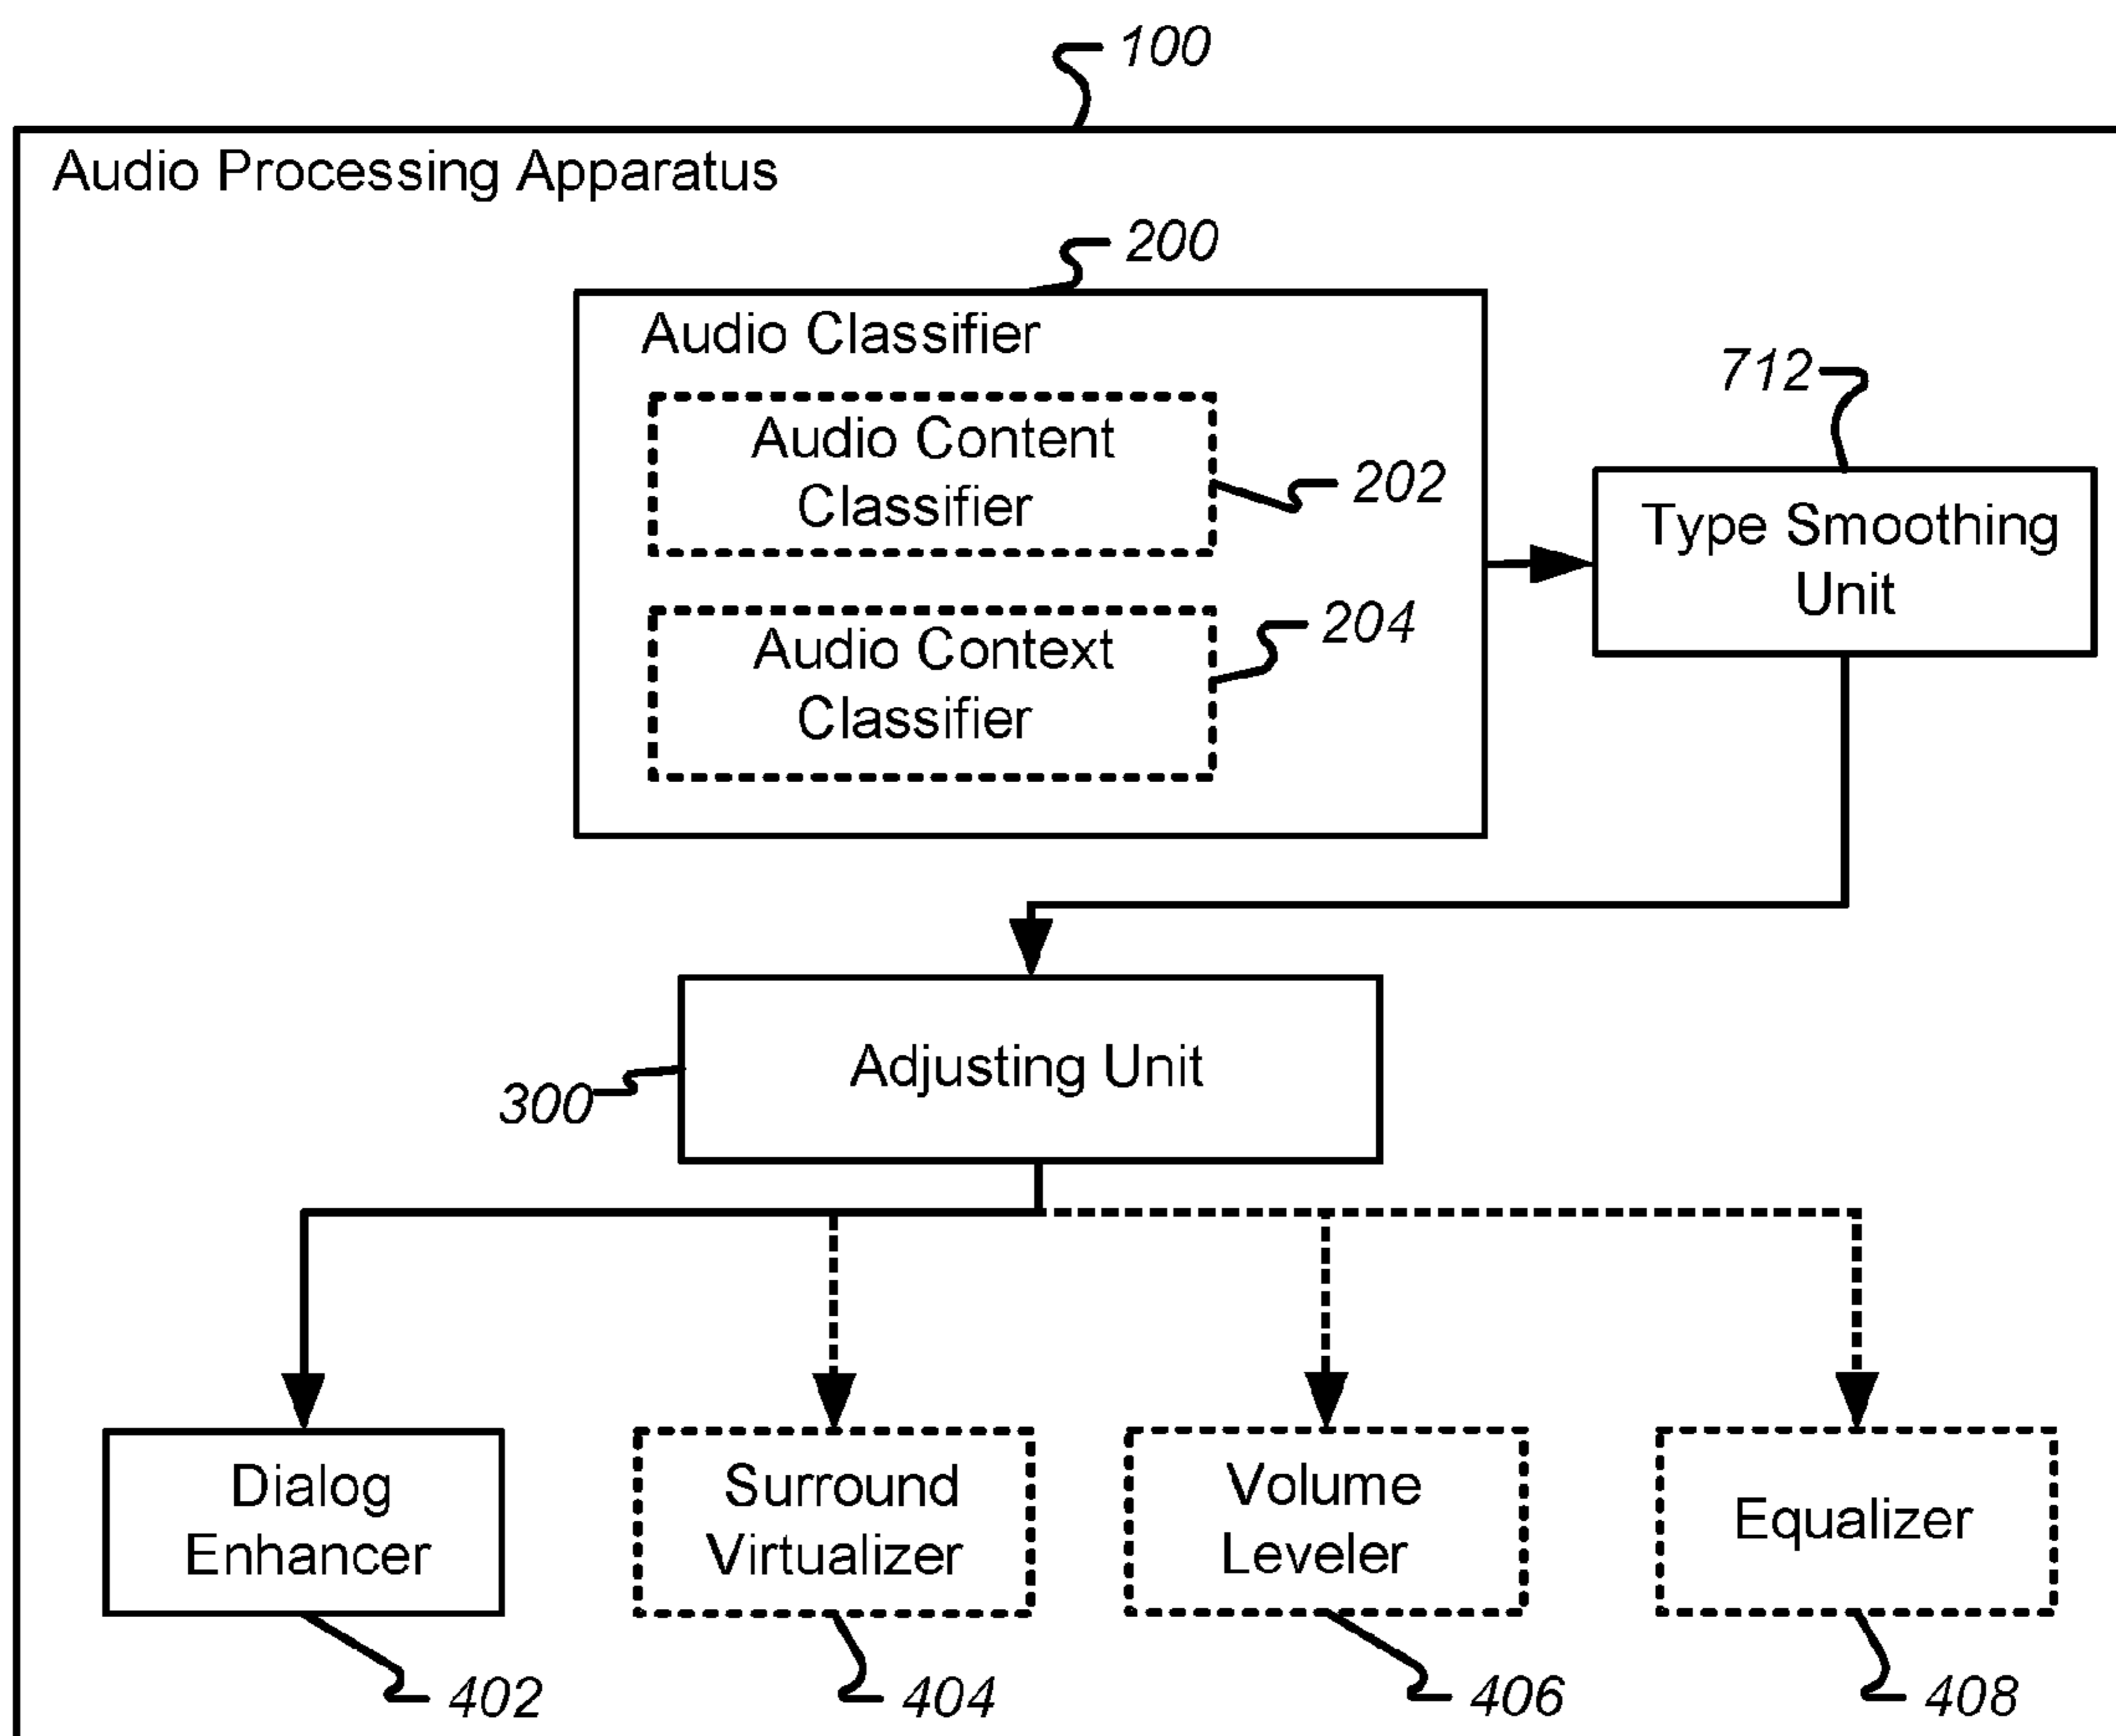 100
Audio Processing Apparatus
200
Audio Classifier
712
Audio Content
Classifier
202
Type Smoothing
Unit
Audio Context
Classifier
204
Adjusting Unit
300
Dialog
Enhancer
Surround
Virtualizer
Volume
Leveler
Equalizer
402
404
406
408